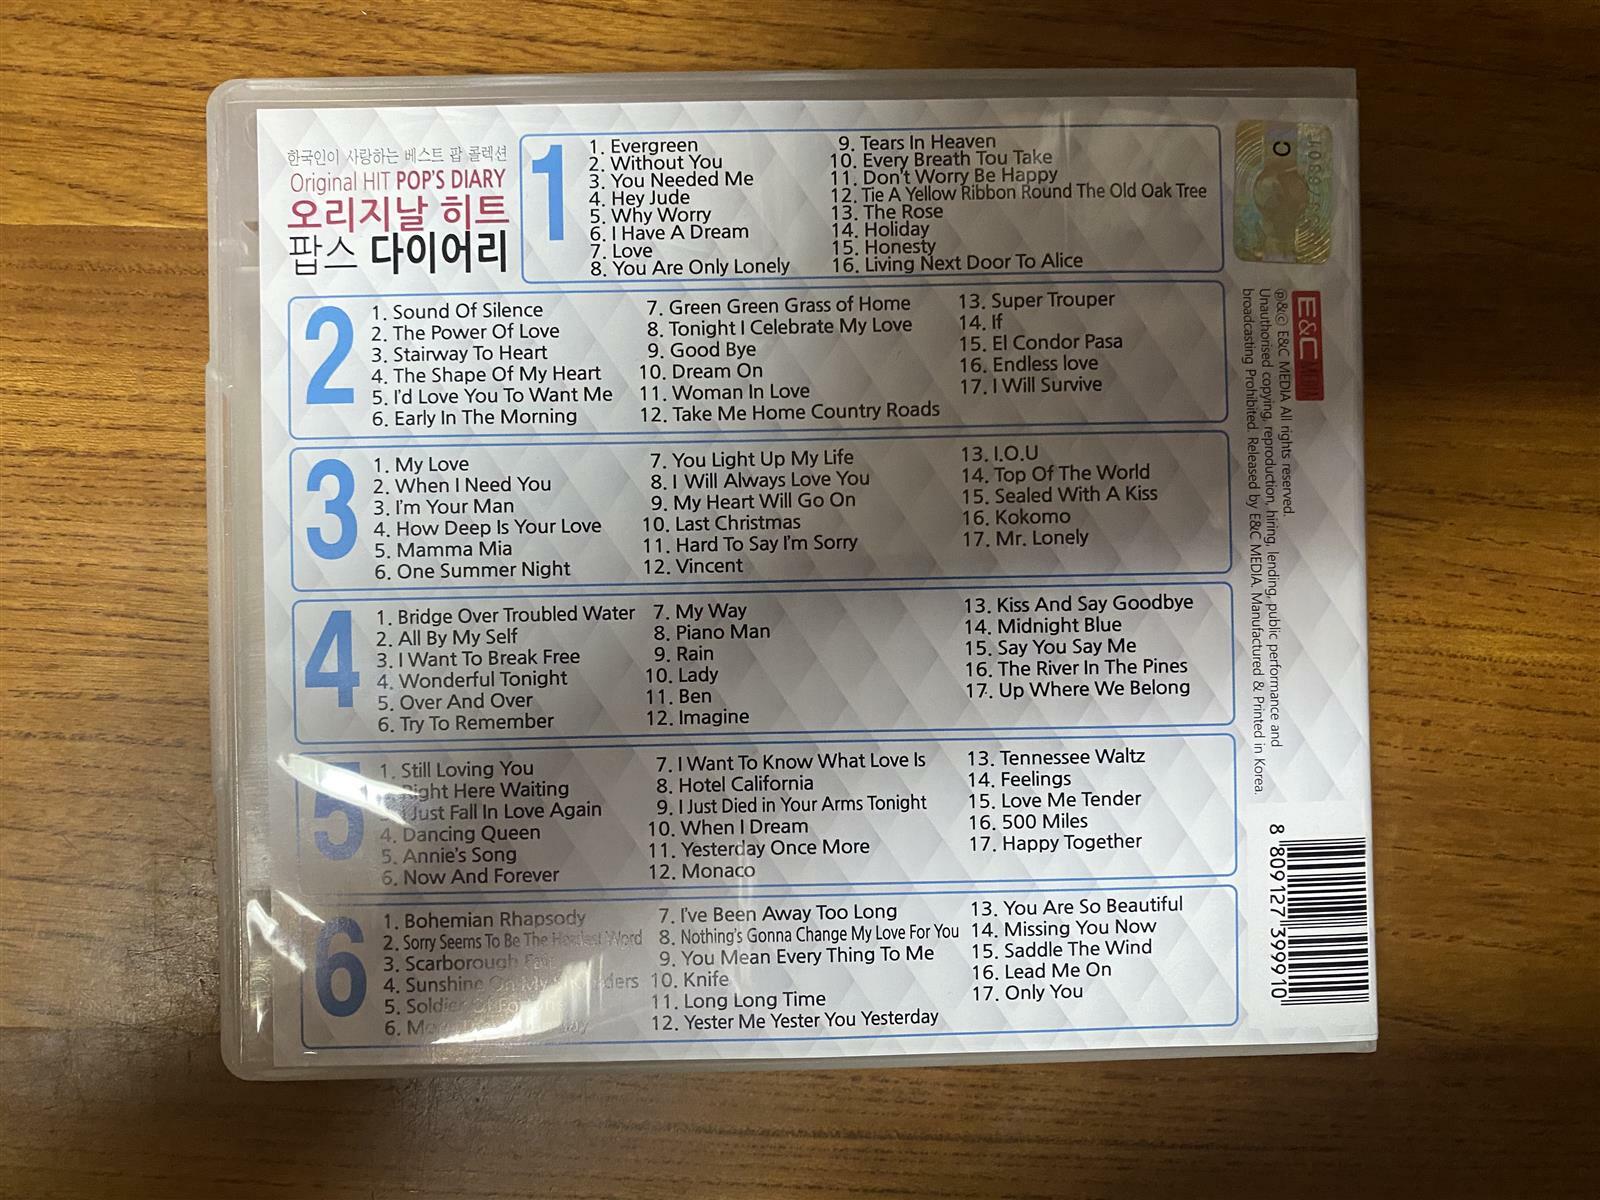 한국인이 사랑하는 베스트 팝 콜렉션
Original HIT POP'S DIARY
오리지날 히트
팝스 다이어리
1
1. Evergreen
2. Without You
3. You Needed Me
4. Hey Jude
5. Why Worry
6. I Have A Dream
7. Love
8. You Are Only Lonely
9. Tears In Heaven
10. Every Breath Tou Take
11. Don't Worry Be Happy
12. Tie A Yellow Ribbon Round The Old Oak Tree
13. The Rose
14. Holiday
15. Honesty
16. Living Next Door To Alice
2
1. Sound Of Silence
2. The Power Of Love
3. Stairway To Heart
4. The Shape Of My Heart
5. I'd Love You To Want Me
6. Early In The Morning
7. Green Green Grass of Home
8. Tonight I Celebrate My Love
9. Good Bye
10. Dream On
11. Woman In Love
12. Take Me Home Country Roads
13. Super Trouper
14. If
15. El Condor Pasa
16. Endless love
17. I Will Survive
3
1. My Love
2. When I Need You
3. I'm Your Man
4. How Deep Is Your Love
5. Mamma Mia
6. One Summer Night
7. You Light Up My Life
8. I Will Always Love You
9. My Heart Will Go On
10. Last Christmas
11. Hard To Say I'm Sorry
12. Vincent
13. I.O.U
14. Top Of The World
15. Sealed With A Kiss
16. Kokomo
17. Mr. Lonely
4
1. Bridge Over Troubled Water
2. All By My Self
3. I Want To Break Free
4. Wonderful Tonight
5. Over And Over
6. Try To Remember
7. My Way
8. Piano Man
9. Rain
10. Lady
11. Ben
12. Imagine
13. Kiss And Say Goodbye
14. Midnight Blue
15. Say You Say Me
16. The River In The Pines
17. Up Where We Belong
5
1. Still Loving You
Right Here Waiting
I Just Fall In Love Again
4. Dancing Queen
5. Annie's Song
6. Now And Forever
7. I Want To Know What Love Is
8. Hotel California
9. I Just Died in Your Arms Tonight
10. When I Dream
11. Yesterday Once More
12. Monaco
13. Tennessee Waltz
14. Feelings
15. Love Me Tender
16. 500 Miles
17. Happy Together
6
1. Bohemian Rhapsody
2. Sorry Seems To Be The Hardest Word
3. Scarborough Fair
4. Sunshine On My
5. Soldier Of
6.
7. I've Been Away Too Long
8. Nothing's Gonna Change My Love For You
9. You Mean Every Thing To Me
10. Knife
11. Long Long Time
12. Yester Me Yester You Yesterday
13. You Are So Beautiful
14. Missing You Now
15. Saddle The Wind
16. Lead Me On
17. Only You
C
E&C MEDIA
℗&© E&C MEDIA All rights reserved.
Unauthorised copying, reproduction, hiring, lending, public performance and
broadcasting Prohibited. Released by E&C MEDIA. Manufactured & Printed in Korea.
8 809127 399910